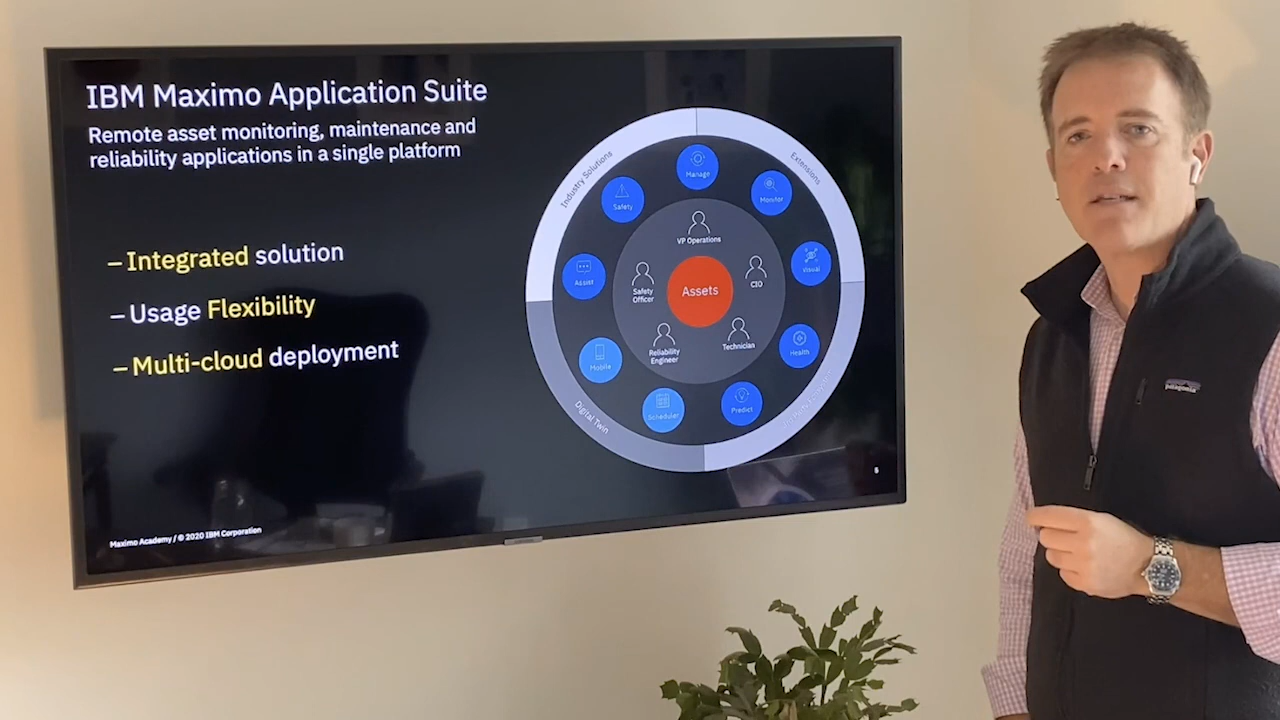 IBM Maximo Application Suite
Remote asset monitoring, maintenance and
reliability applications in a single platform
– Integrated solution
– Usage Flexibility
– Multi-cloud deployment
Industry Solutions
Extensions
Digital Twin
Manage
Monitor
Visual
Health
Predict
Scheduler
Mobile
Assist
Safety
VP Operations
CIO
Technician
Reliability
Engineer
Safety
Officer
Assets
5
Maximo Academy / © 2020 IBM Corporation
patagonia